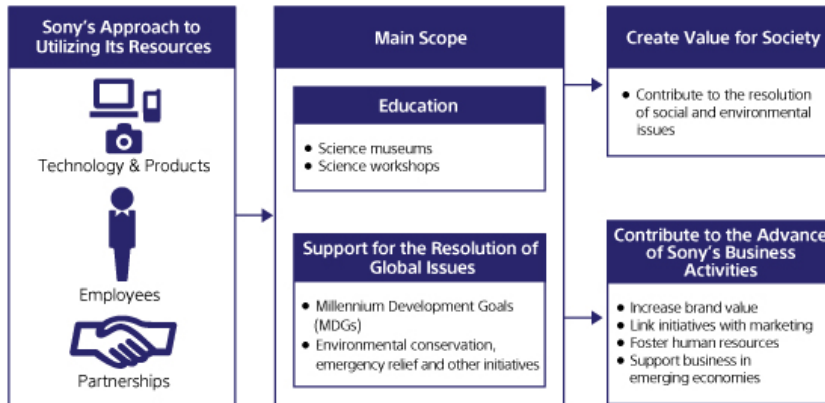 Sony's Approach to
Utilizing Its Resources
Technology & Products
Employees
Partnerships
Main Scope
Education
● Science museums
● Science workshops
Support for the Resolution of
Global Issues
● Millennium Development Goals
(MDGs)
● Environmental conservation,
emergency relief and other initiatives
Create Value for Society
● Contribute to the resolution
of social and environmental
issues
Contribute to the Advance
of Sony's Business
Activities
● Increase brand value
● Link initiatives with marketing
● Foster human resources
● Support business in
emerging economies